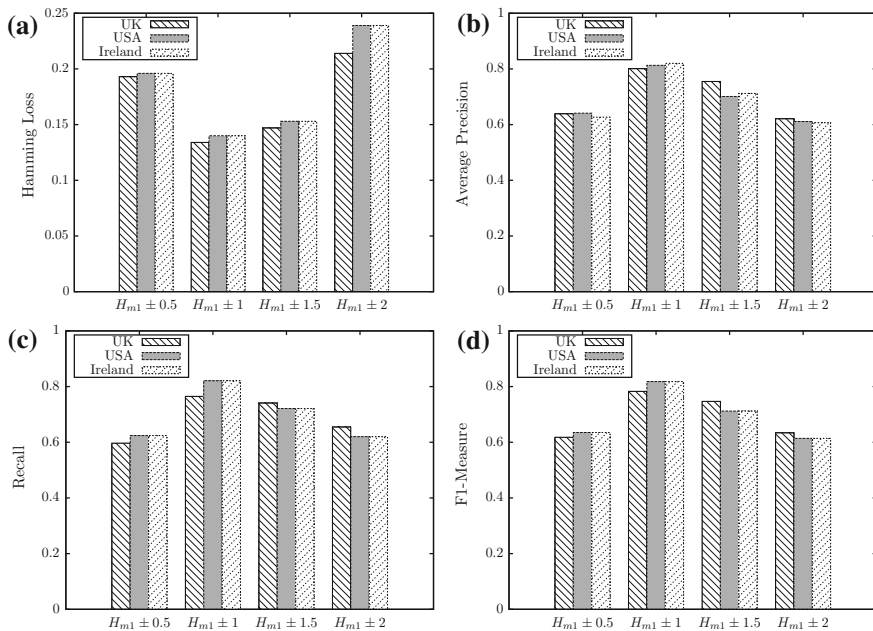 (a)
UK
USA
Ireland
0.25
0.2
0.15
0.1
0.05
0
Hamming Loss
H_{m1} ± 0.5 H_{m1} ± 1 H_{m1} ± 1.5 H_{m1} ± 2
(b)
UK
USA
Ireland
1
0.8
0.6
0.4
0.2
0
Average Precision
H_{m1} ± 0.5 H_{m1} ± 1 H_{m1} ± 1.5 H_{m1} ± 2
(c)
UK
USA
Ireland
1
0.8
0.6
0.4
0.2
0
Recall
H_{m1} ± 0.5 H_{m1} ± 1 H_{m1} ± 1.5 H_{m1} ± 2
(d)
UK
USA
Ireland
1
0.8
0.6
0.4
0.2
0
F1-Measure
H_{m1} ± 0.5 H_{m1} ± 1 H_{m1} ± 1.5 H_{m1} ± 2